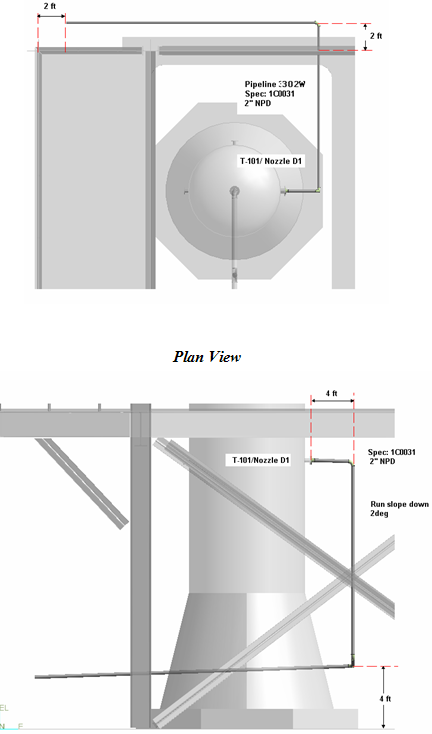 2 ft
2 ft
Pipeline 3302W
Spec: 1C0031
2" NPD
T-101/ Nozzle D1
Plan View
4 ft
Spec: 1C0031
2" NPD
T-101/Nozzle D1
Run slope down
2deg
4 ft
EL
N F